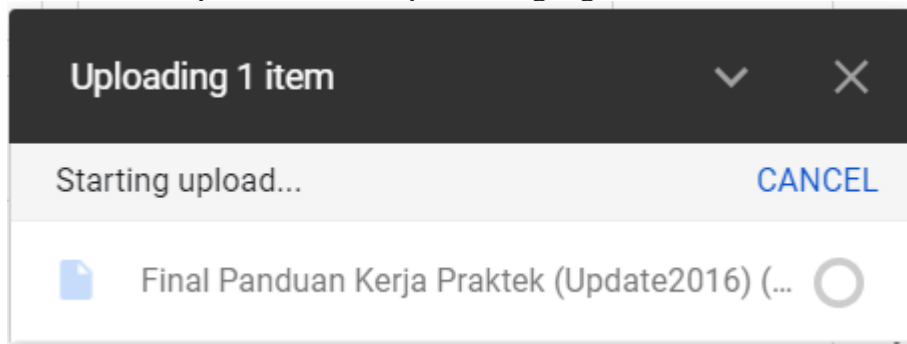 Uploading 1 item
Starting upload... CANCEL
Final Panduan Kerja Praktek (Update2016) (...